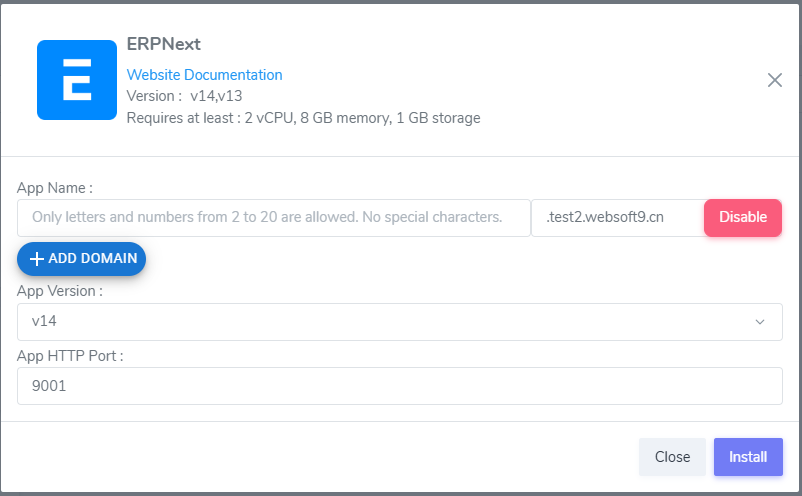 ERPNext
Website Documentation
Version : v14,v13
Requires at least : 2 vCPU, 8 GB memory, 1 GB storage
App Name :
Only letters and numbers from 2 to 20 are allowed. No special characters. .test2.websoft9.cn Disable
+ ADD DOMAIN
App Version :
v14
App HTTP Port :
9001
Close Install